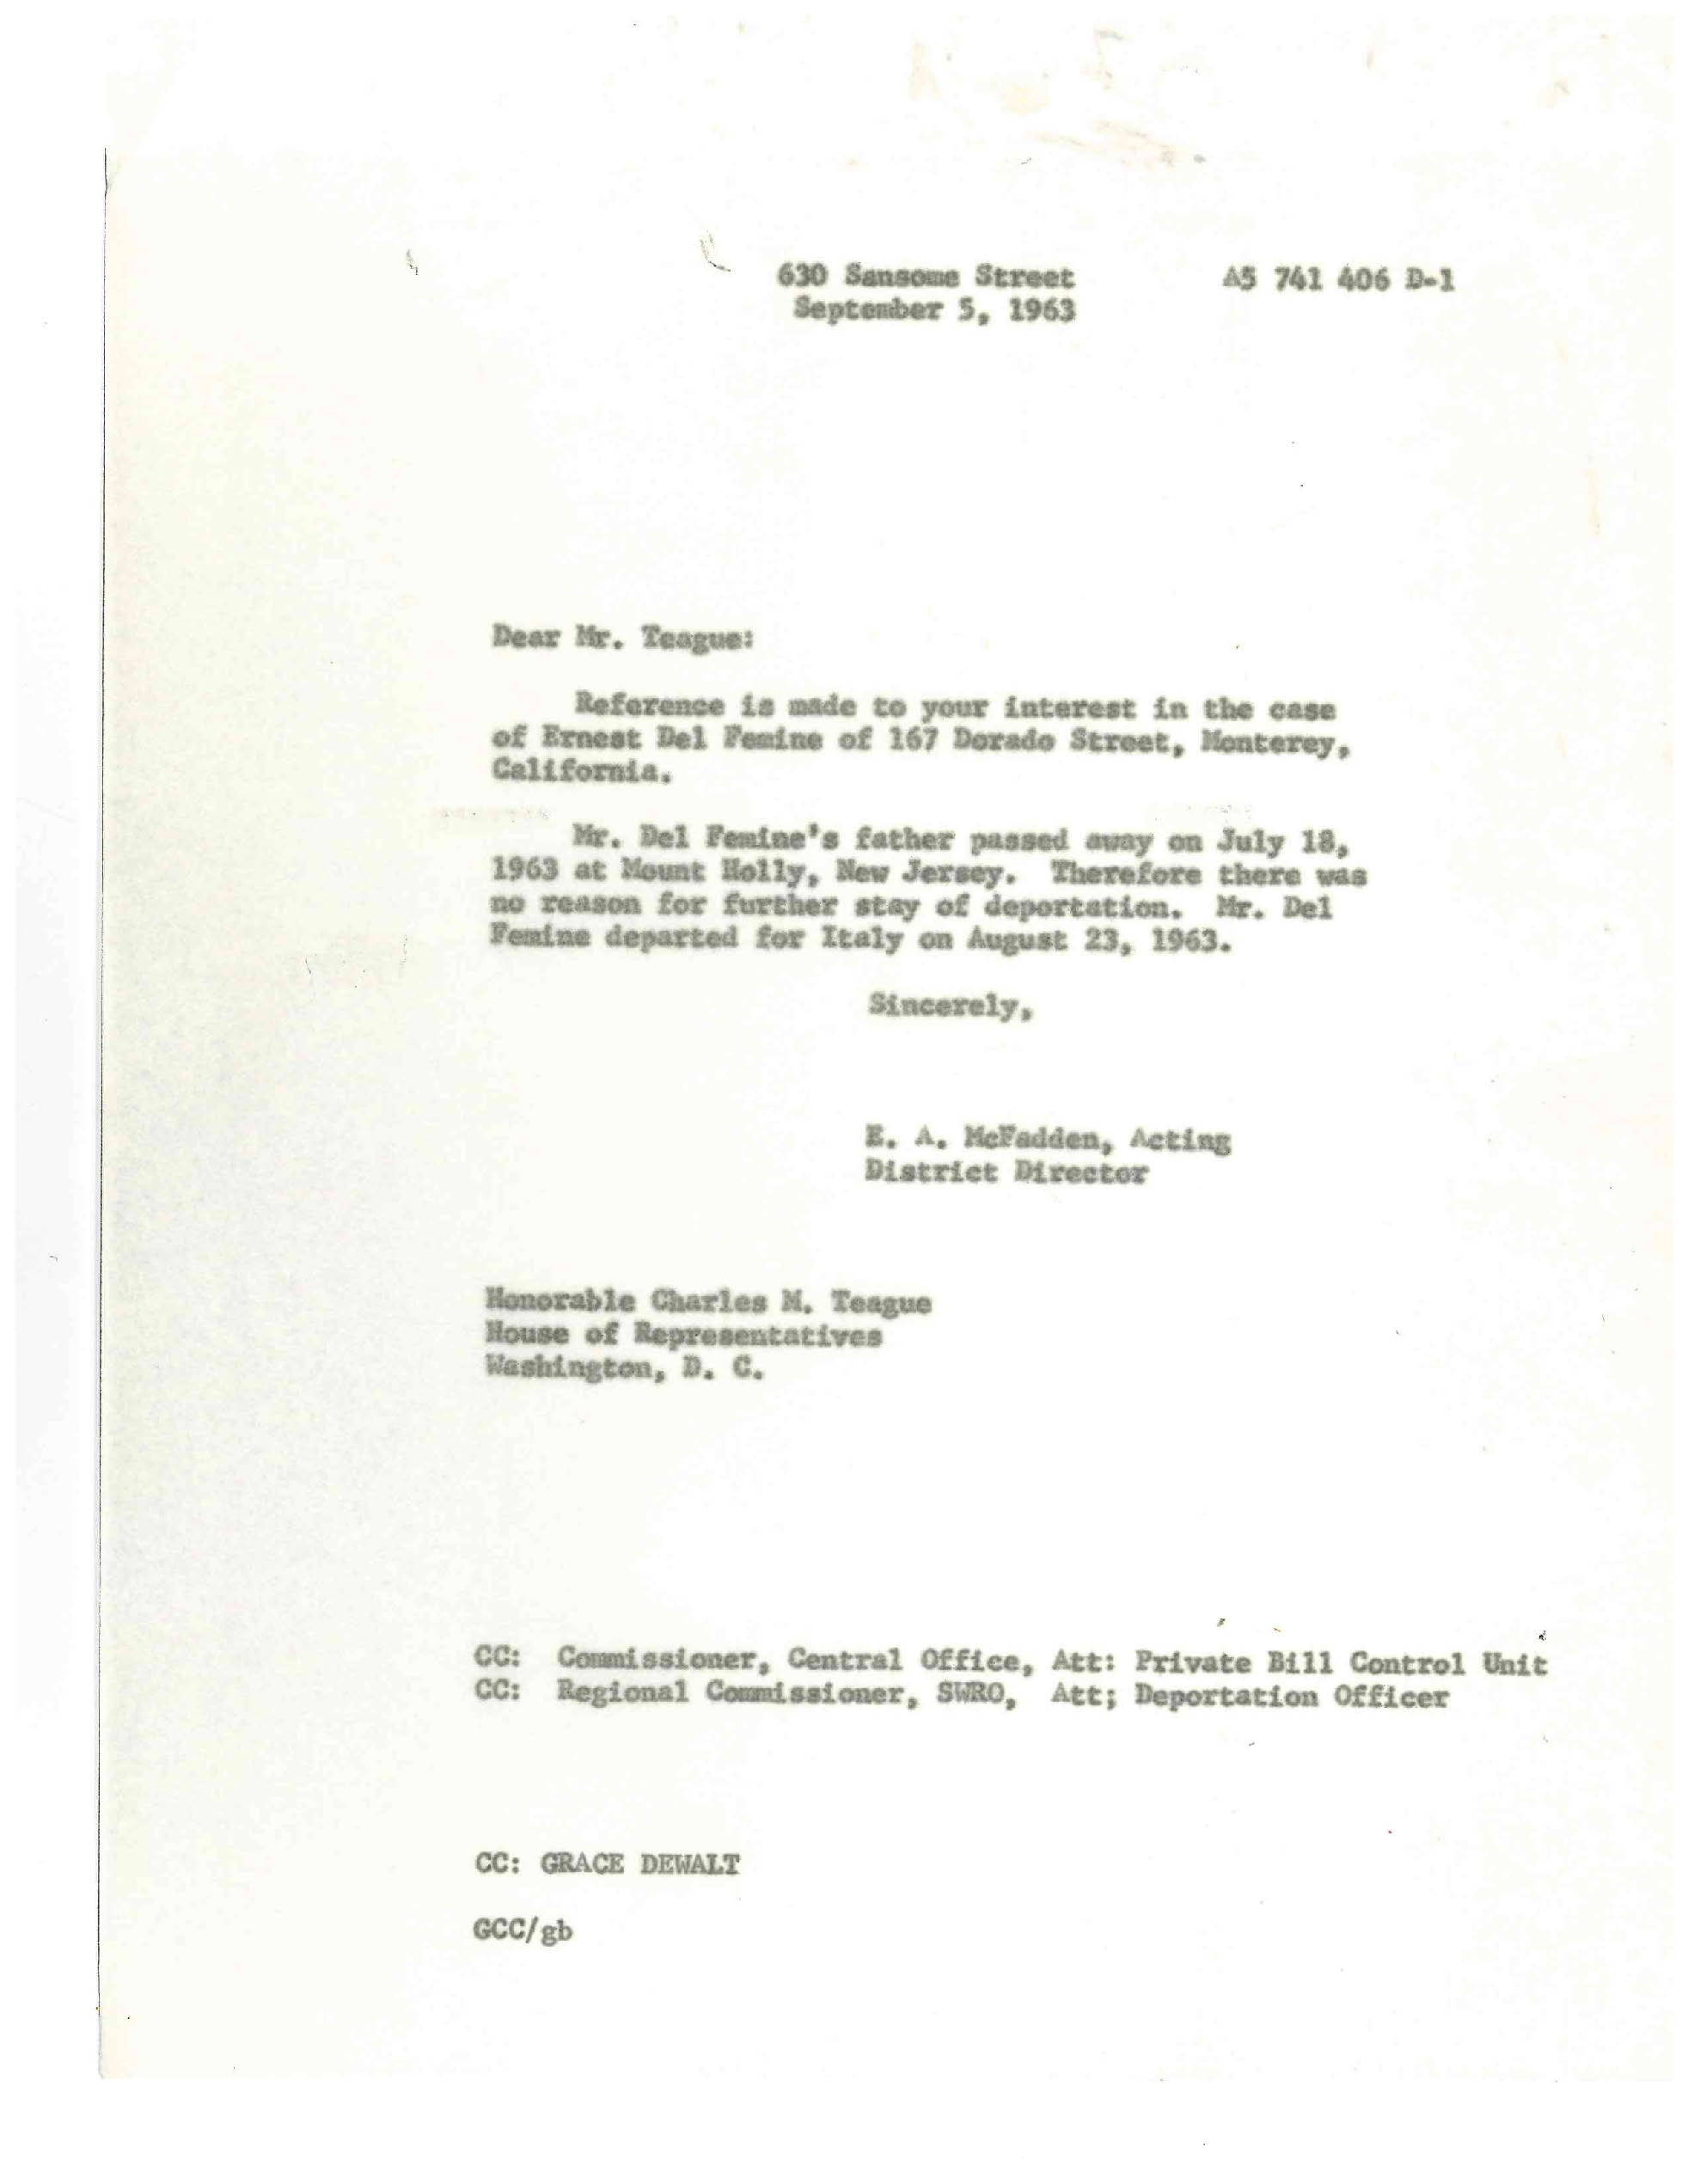 630 Sansome Street A5 741 406 D-1
September 5, 1963
Dear Mr. Teague:
Reference is made to your interest in the case
of Ernest Del Femine of 167 Dorado Street, Monterey,
California.
Mr. Del Femine's father passed away on July 18,
1963 at Mount Holly, New Jersey. Therefore there was
no reason for further stay of deportation. Mr. Del
Femine departed for Italy on August 23, 1963.
Sincerely,
E. A. McFadden, Acting
District Director
Honorable Charles M. Teague
House of Representatives
Washington, D. C.
CC: Commissioner, Central Office, Att: Private Bill Control Unit
CC: Regional Commissioner, SWRO, Att; Deportation Officer
CC: GRACE DEWALT
GCC/gb